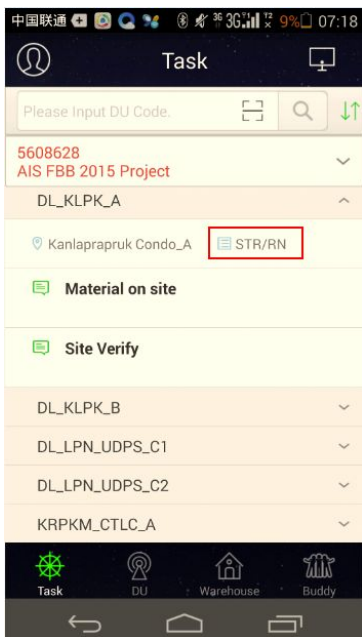 中国联通 3G 9% 07:18
Task
Please Input DU Code.
5608628
AIS FBB 2015 Project
DL_KLPK_A
Kanlaprapruk Condo_A STR/RN
Material on site
Site Verify
DL_KLPK_B
DL_LPN_UDPS_C1
DL_LPN_UDPS_C2
KRPKM_CTLC_A
Task DU Warehouse Buddy